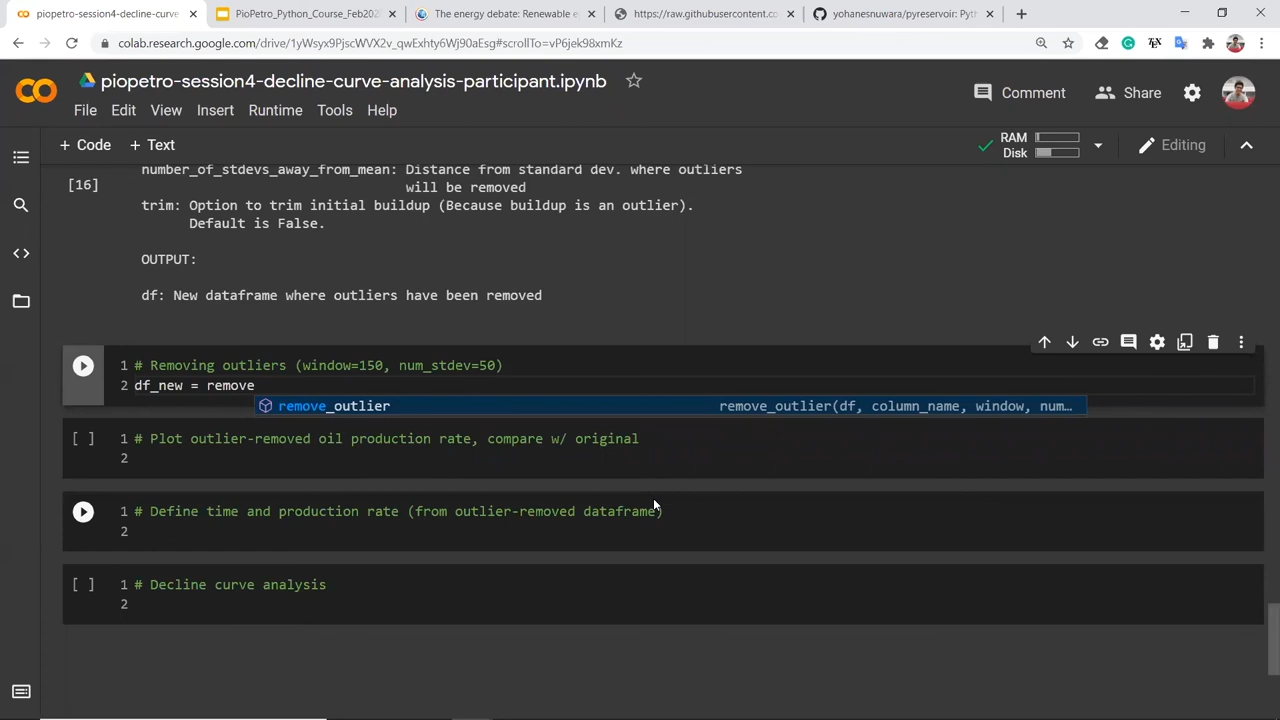 piopetro-session4-decline-curve-
PioPetro_Python_Course_Feb202
The energy debate: Renewable e
https://raw.githubusercontent.co
yohanesnuwara/pyreservoir: Pyt
colab.research.google.com/drive/1yWsyx9PjscWVX2v_qwExhty6Wj90aEsg#scrollTo=vP6jek98xmKz
piopetro-session4-decline-curve-analysis-participant.ipynb
File Edit View Insert Runtime Tools Help
Comment Share
+ Code + Text
RAM
Disk
Editing
number_of_stdevs_away_from_mean: Distance from standard dev. where outliers
[16]
will be removed
trim: Option to trim initial buildup (Because buildup is an outlier).
Default is False.
OUTPUT:
df: New dataframe where outliers have been removed
1 # Removing outliers (window=150, num_stdev=50)
2 df_new = remove
remove_outlier remove_outlier(df, column_name, window, num…
[ ] 1 # Plot outlier-removed oil production rate, compare w/ original
2
1 # Define time and production rate (from outlier-removed dataframe)
2
[ ] 1 # Decline curve analysis
2